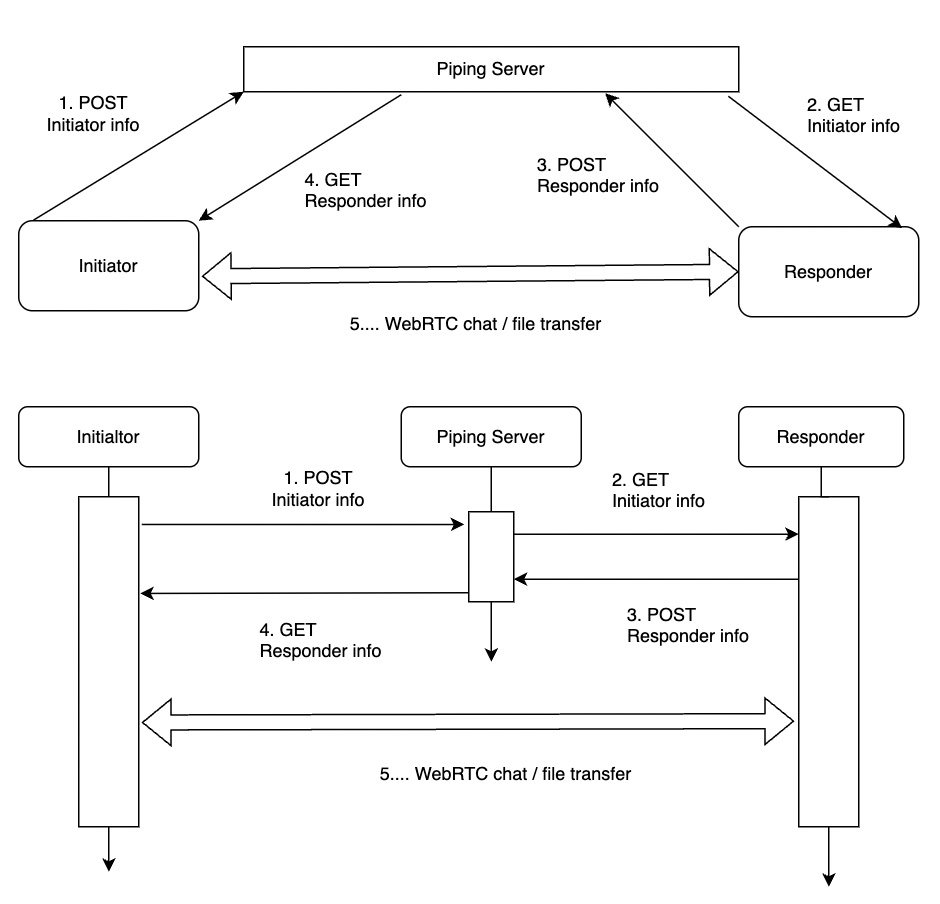 Piping Server
1. POST
Initiator info
2. GET
Initiator info
3. POST
Responder info
4. GET
Responder info
Initiator
Responder
5.... WebRTC chat / file transfer
Initialtor
Piping Server
Responder
1. POST
Initiator info
2. GET
Initiator info
3. POST
Responder info
4. GET
Responder info
5.... WebRTC chat / file transfer